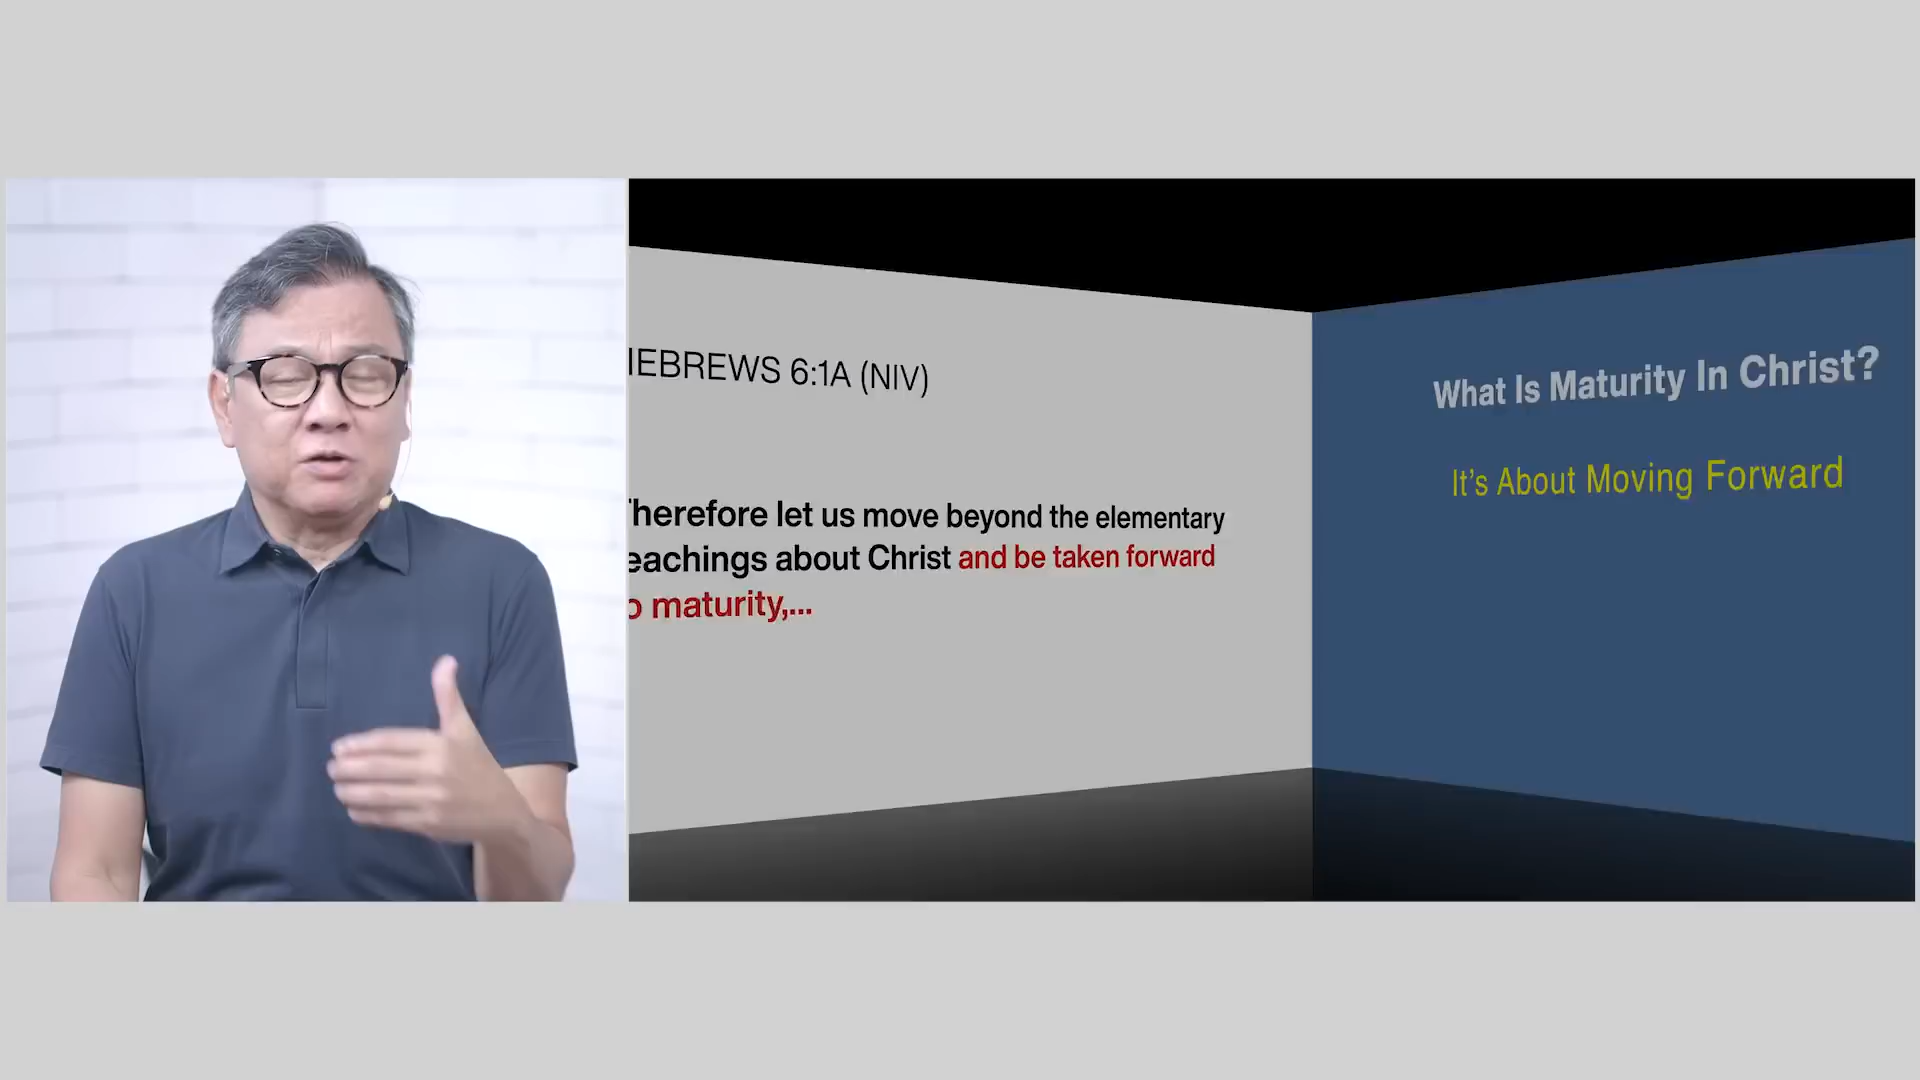 IEBREWS 6:1A (NIV)
herefore let us move beyond the elementary
eachings about Christ and be taken forward
o maturity,...
What Is Maturity In Christ?
It's About Moving Forward